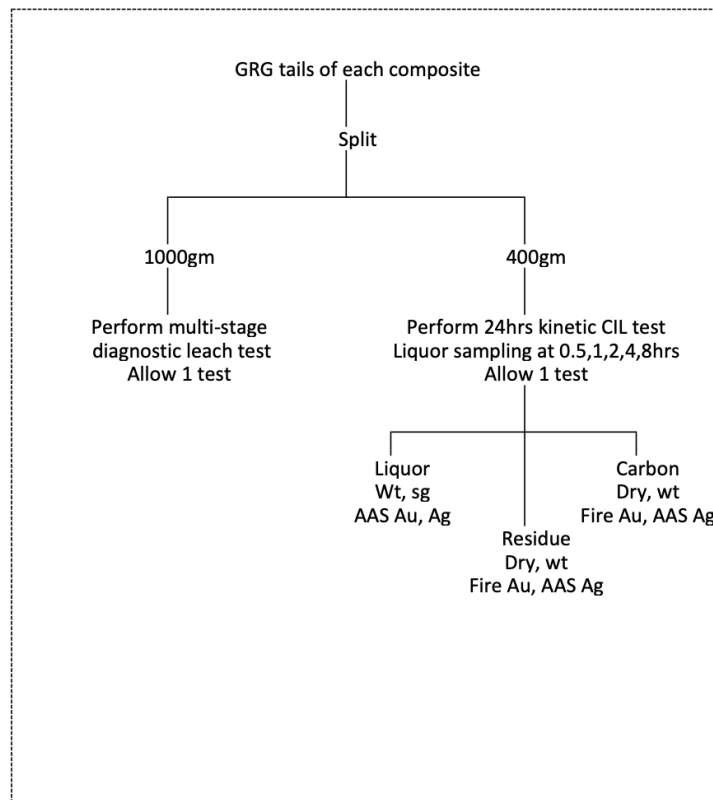 GRG tails of each composite
Split
1000gm
Perform multi-stage
diagnostic leach test
Allow 1 test
400gm
Perform 24hrs kinetic CIL test
Liquor sampling at 0.5,1,2,4,8hrs
Allow 1 test
Liquor
Wt, sg
AAS Au, Ag
Residue
Dry, wt
Fire Au, AAS Ag
Carbon
Dry, wt
Fire Au, AAS Ag